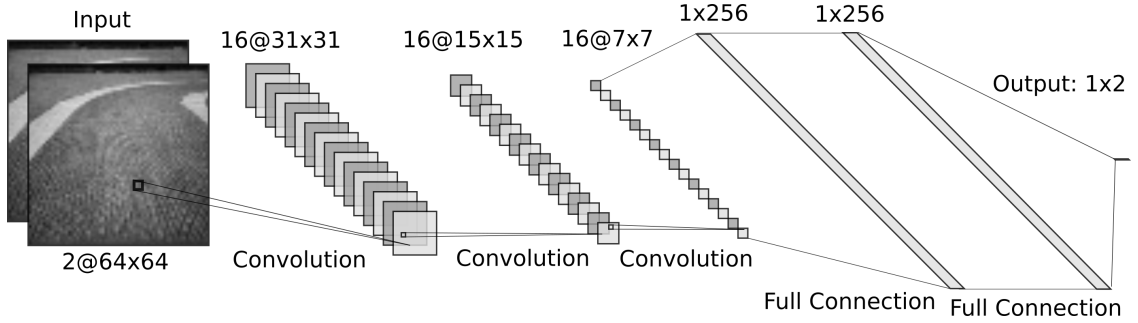 Input
2@64x64
16@31x31
Convolution
16@15x15
Convolution
16@7x7
Convolution
1x256
Full Connection
1x256
Full Connection
Output: 1x2